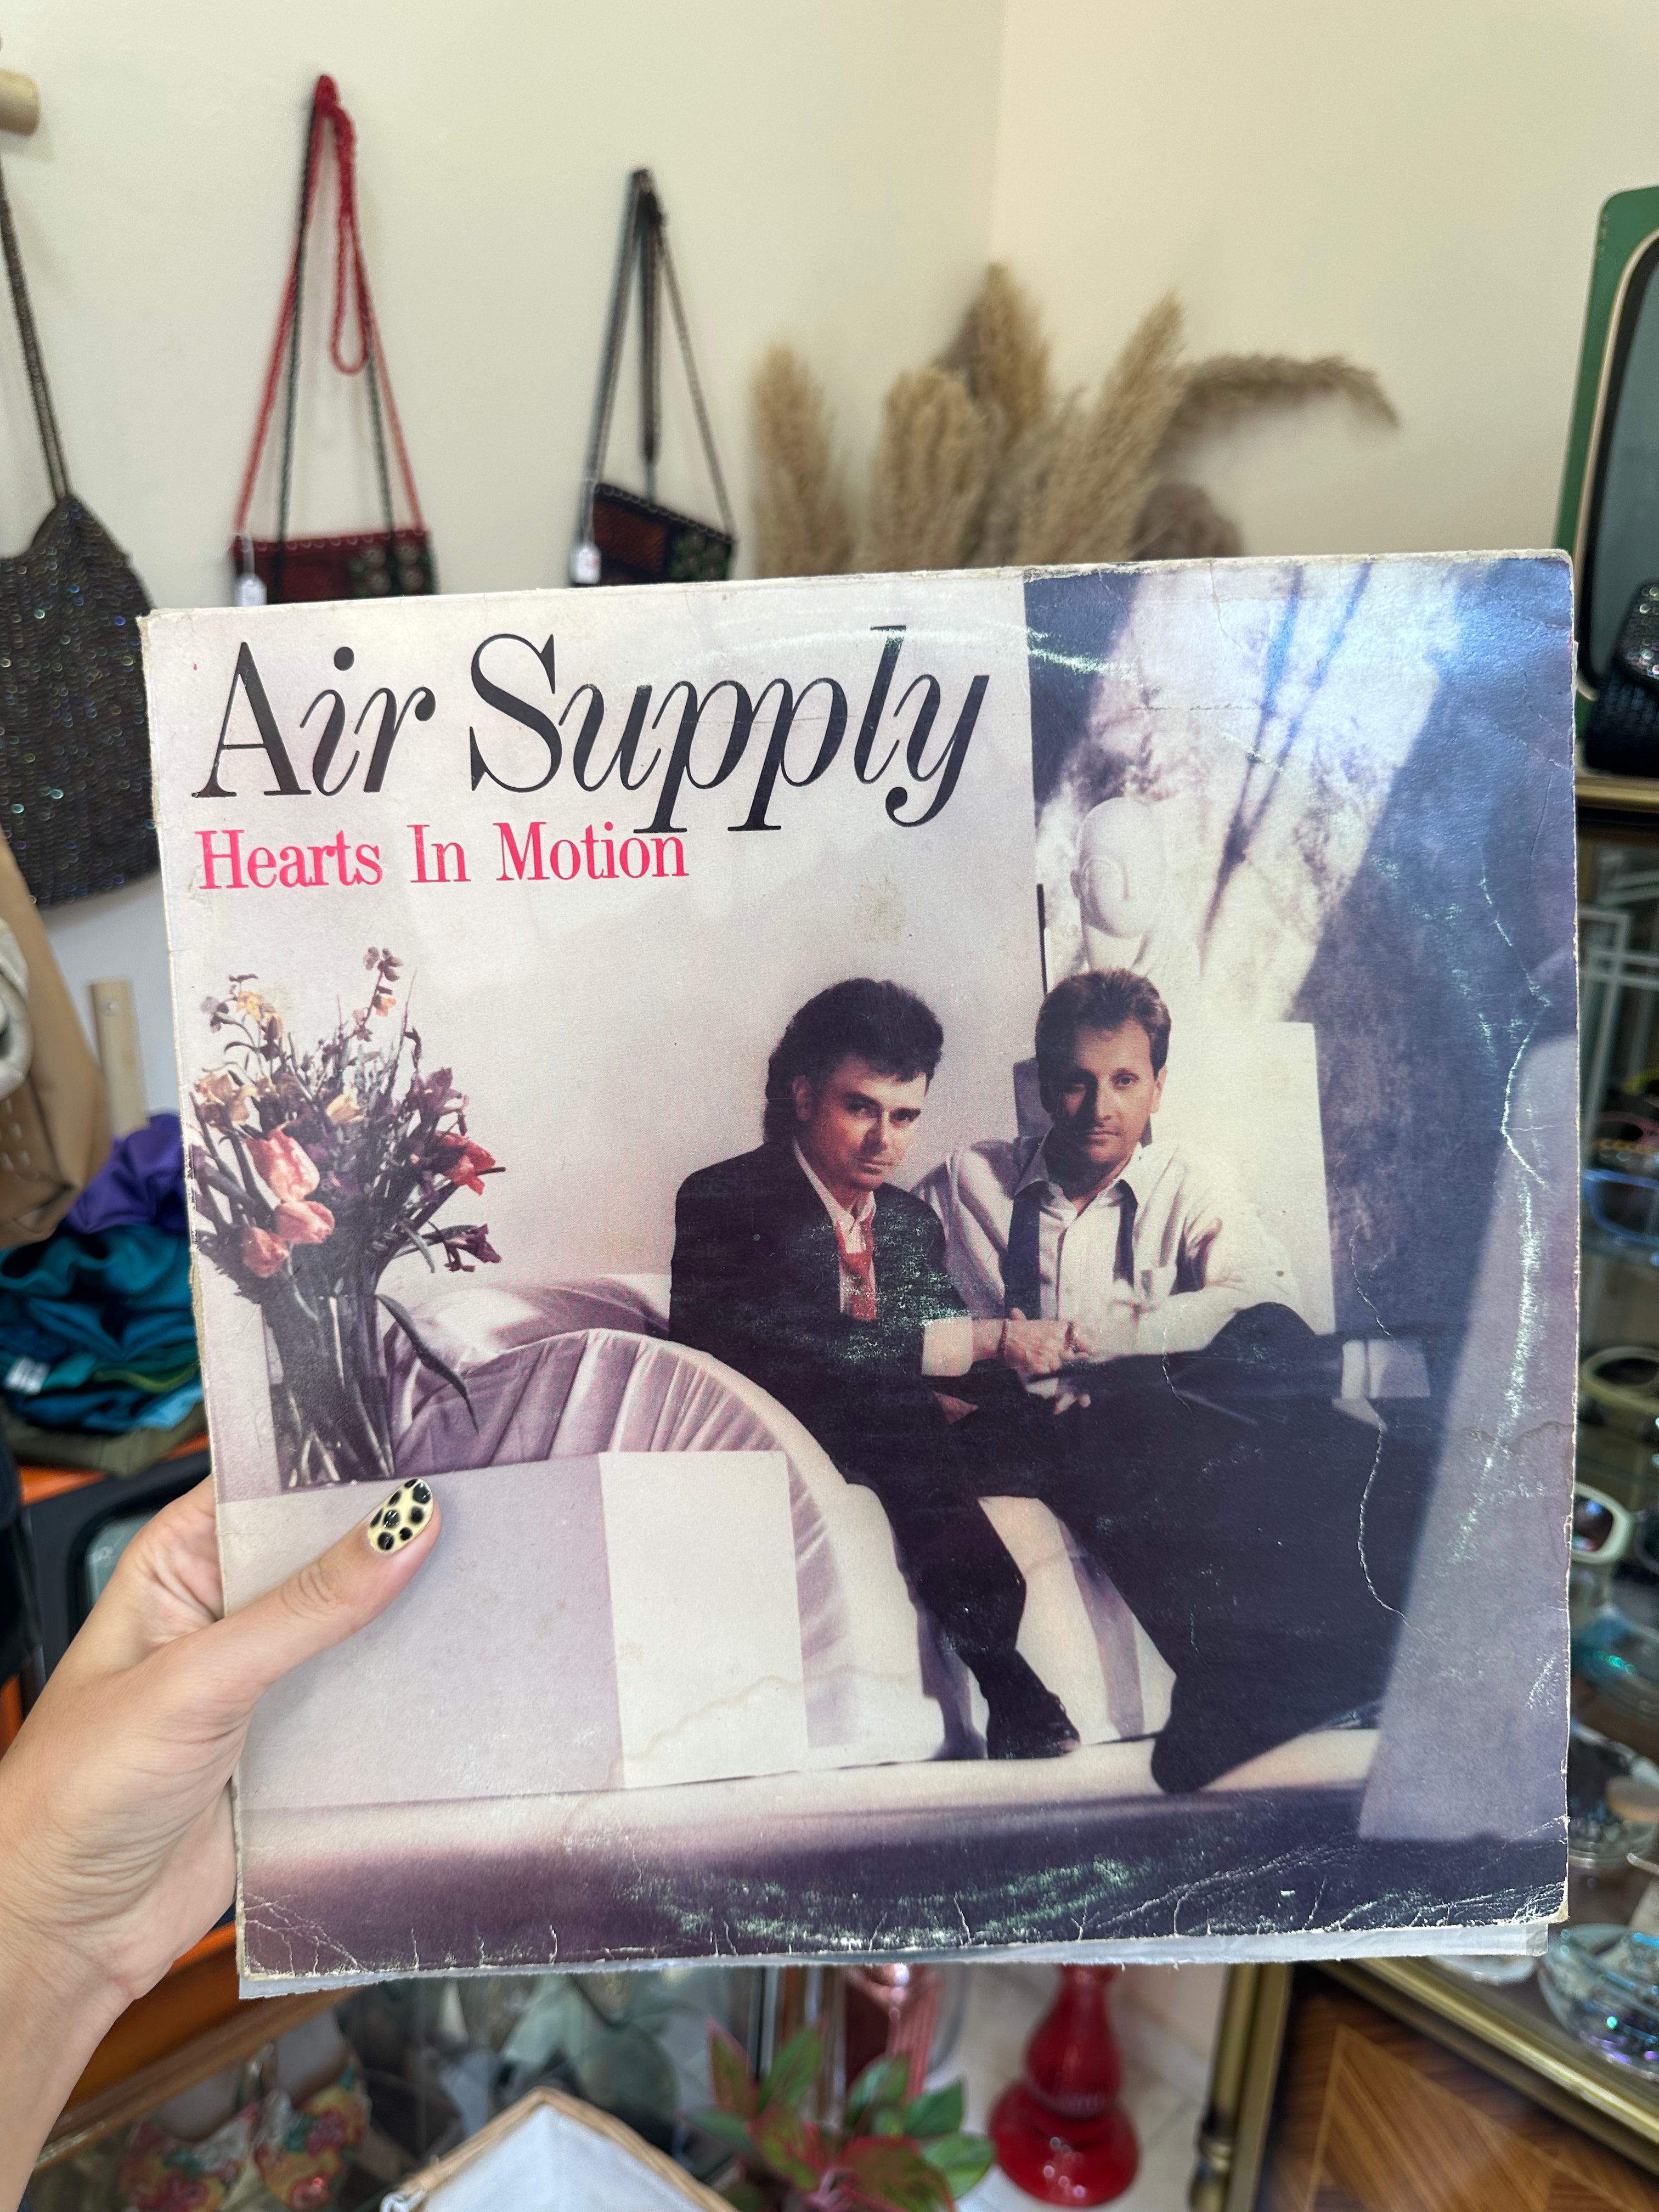 Air Supply
Hearts In Motion